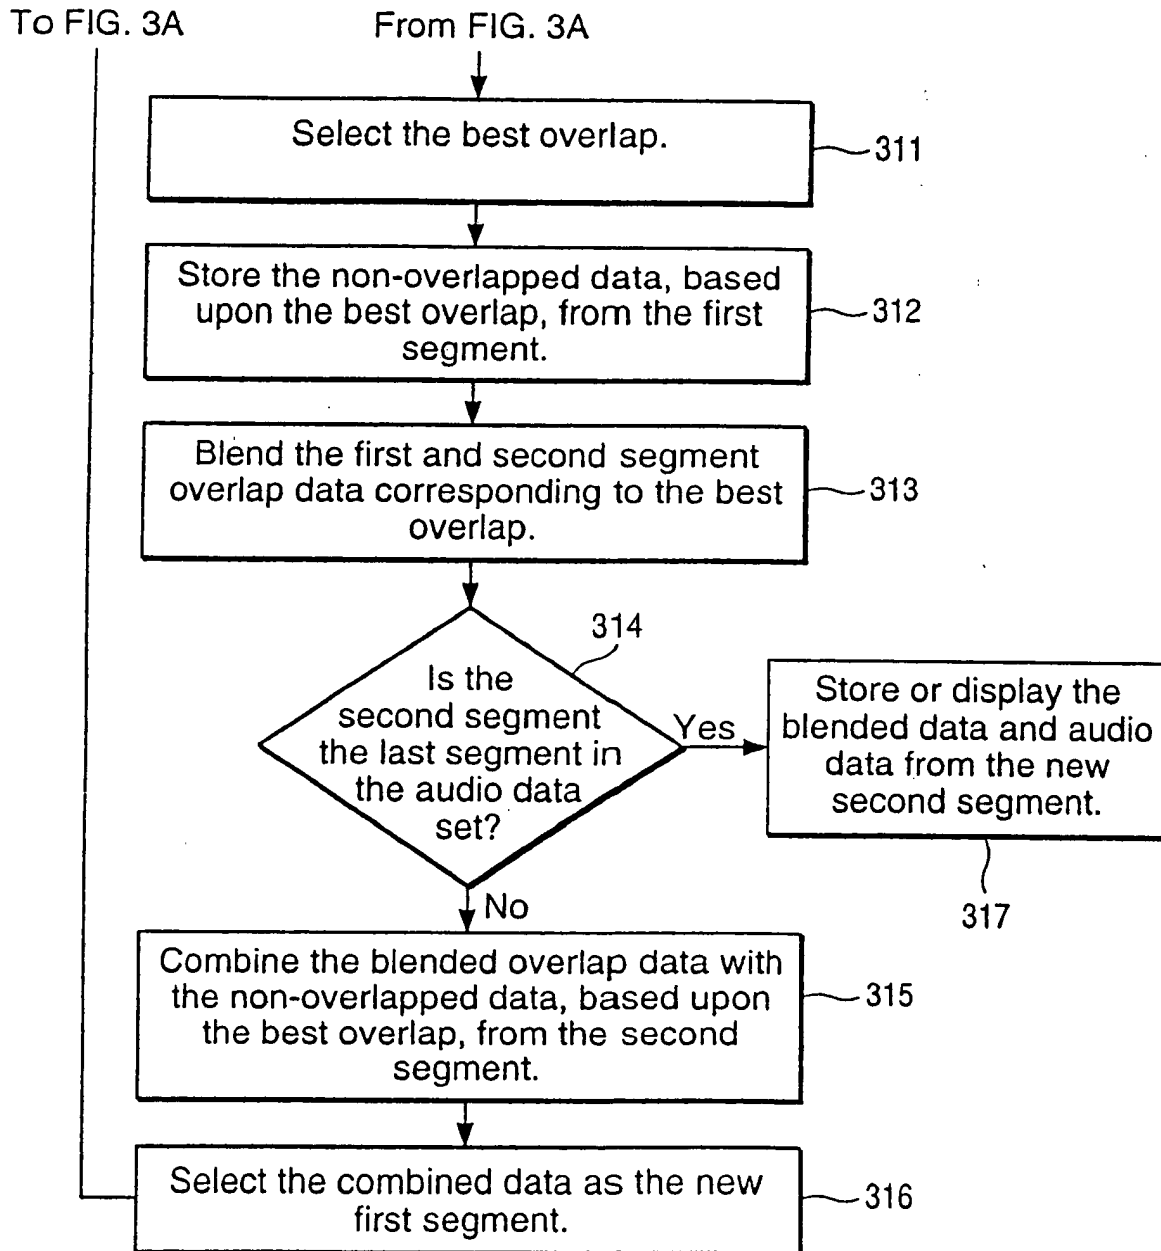 To FIG. 3A
From FIG. 3A
Select the best overlap.
311
Store the non-overlapped data, based
upon the best overlap, from the first
segment.
312
Blend the first and second segment
overlap data corresponding to the best
overlap.
313
314
Is the
second segment
the last segment in
the audio data
set?
Yes
Store or display the
blended data and audio
data from the new
second segment.
317
No
Combine the blended overlap data with
the non-overlapped data, based upon
the best overlap, from the second
segment.
315
Select the combined data as the new
first segment.
316